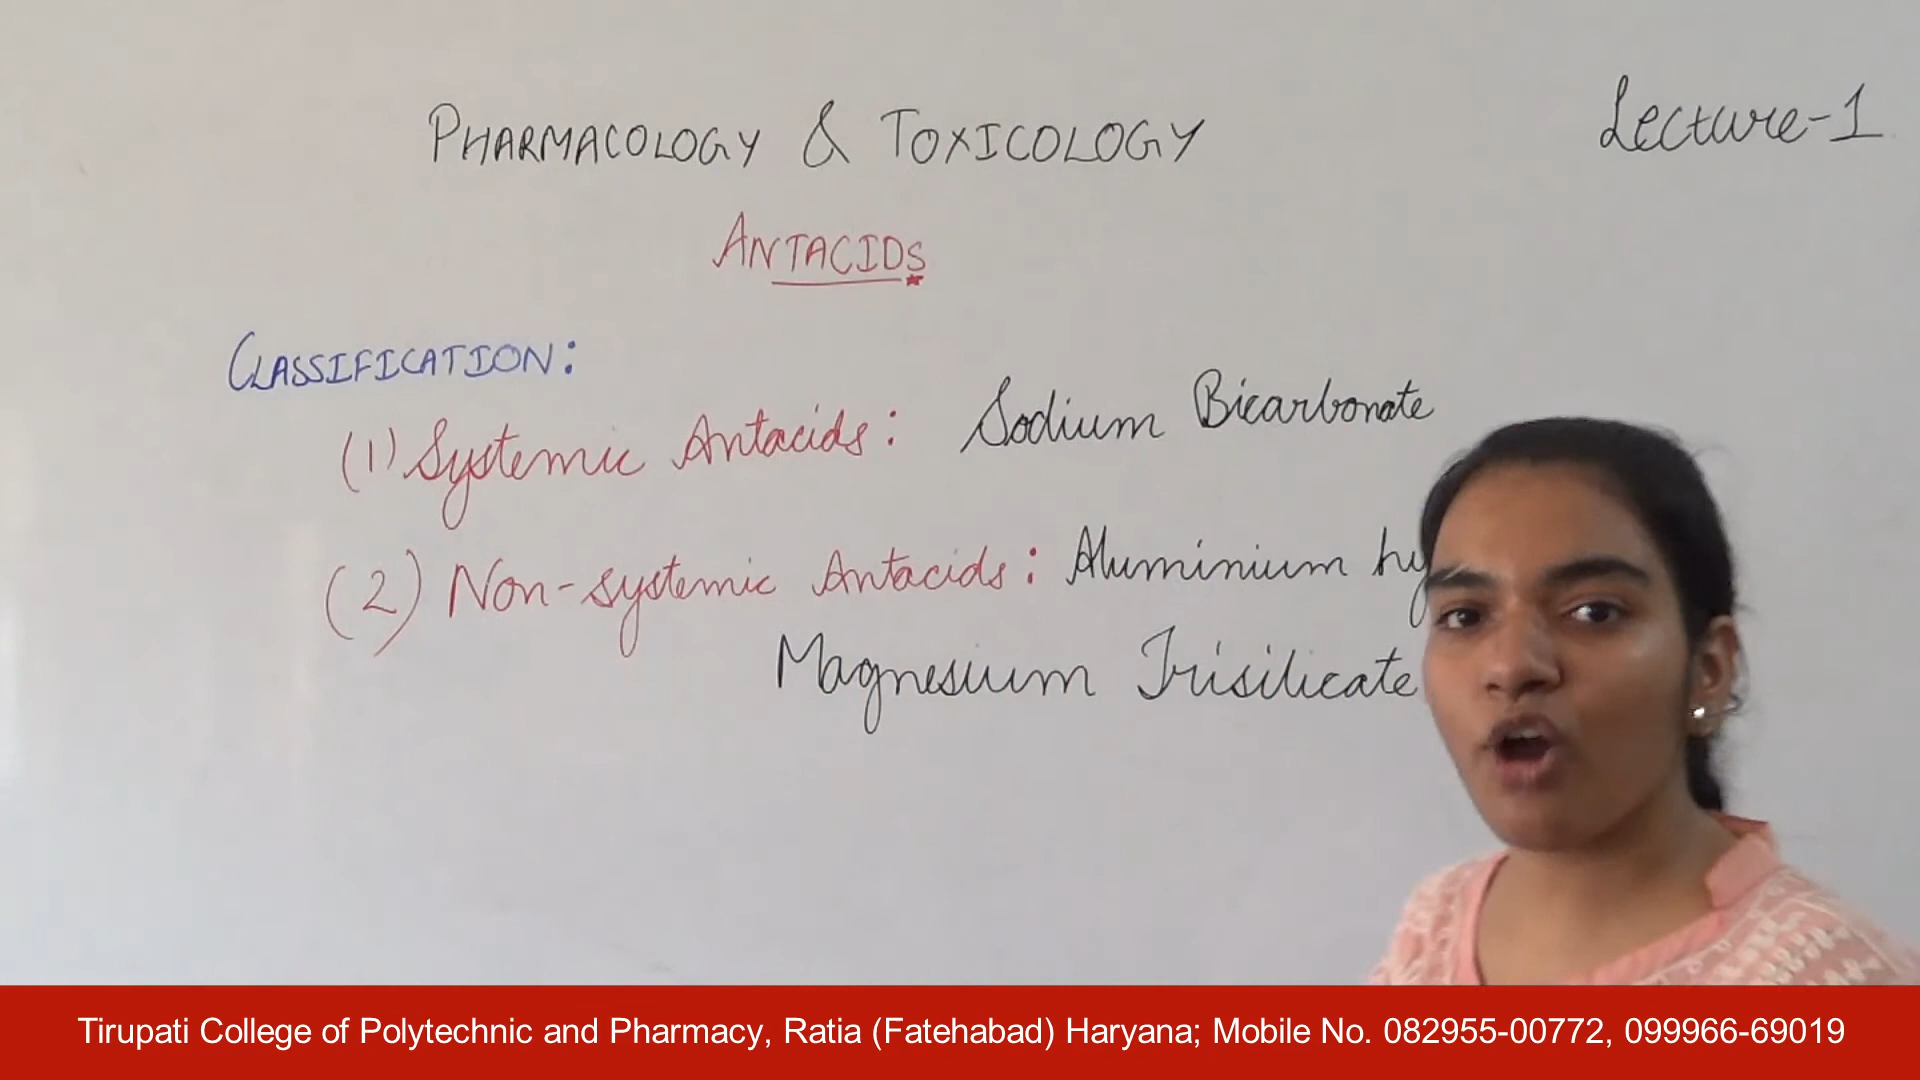 PHARMACOLOGY & TOXICOLOGY
Lecture-1
ANTACIDS
CLASSIFICATION:
(1) Systemic Antacids: Sodium Bicarbonate
(2) Non-systemic Antacids: Aluminium hy
Magnesium Trisilicate
Tirupati College of Polytechnic and Pharmacy, Ratia (Fatehabad) Haryana; Mobile No. 082955-00772, 099966-69019